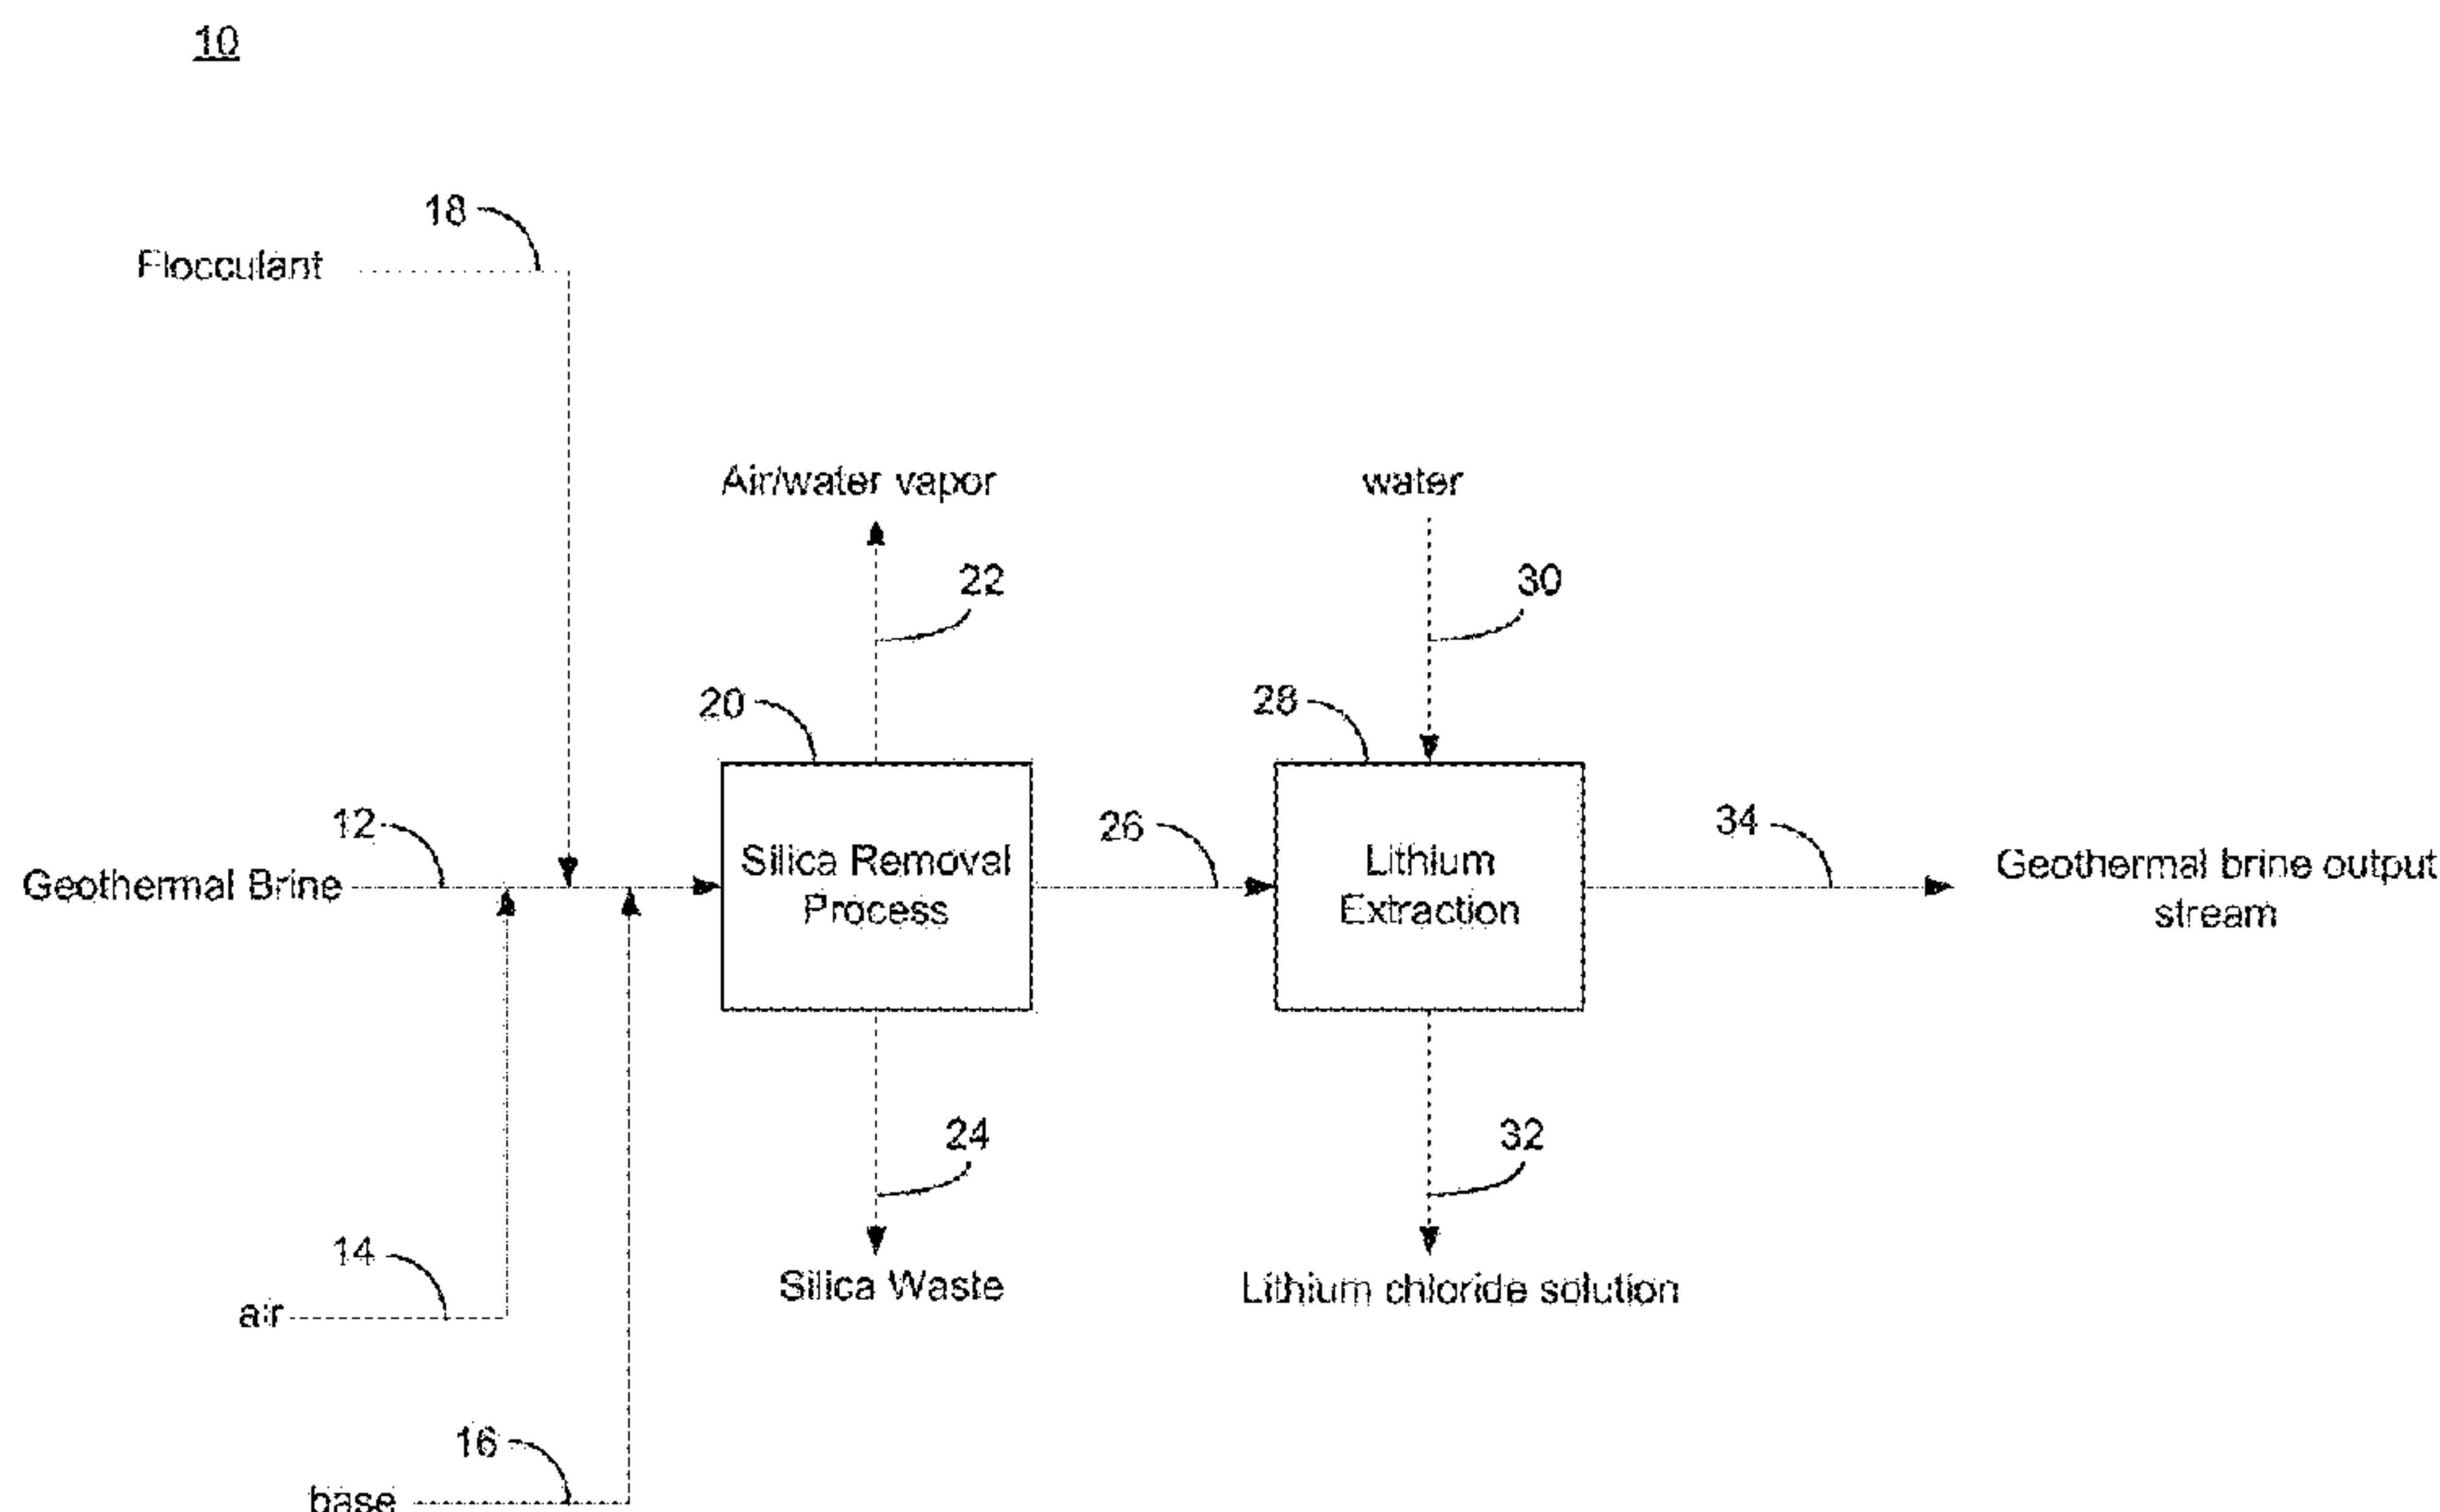 10
18
Flocculant
Air/water vapor
water
22
30
20
28
12
26
34
Geothermal Brine
Silica Removal
Process
Lithium
Extraction
Geothermal brine output
stream
24
32
14
Silica Waste
Lithium chloride solution
air
16
base